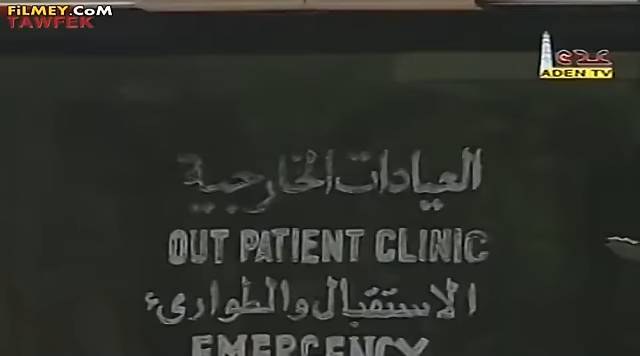 FiLMEY.CoM
TAWFEK
عدن
ADEN TV
العيادات الخارجية
OUT PATIENT CLINIC
الاستقبال والطوارىء
EMERGENCY